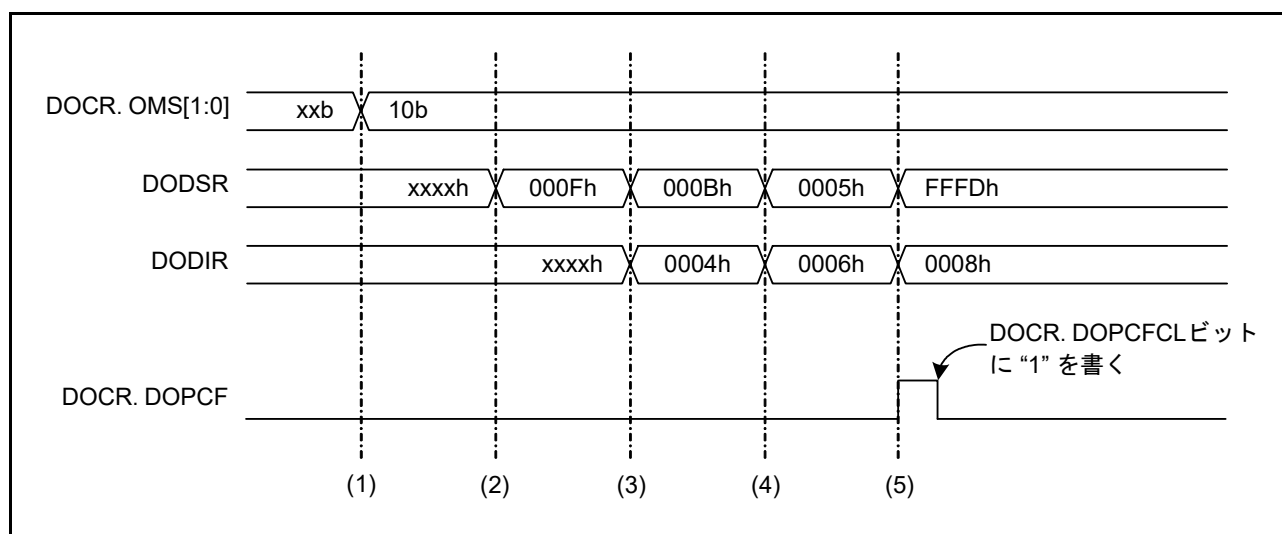 DOCR. OMS[1:0] xxb 10b
DODSR xxxxh 000Fh 000Bh 0005h FFFDh
DODIR xxxxh 0004h 0006h 0008h
DOCR. DOPCFCLビット
に “1” を書く
DOCR. DOPCF
(1) (2) (3) (4) (5)